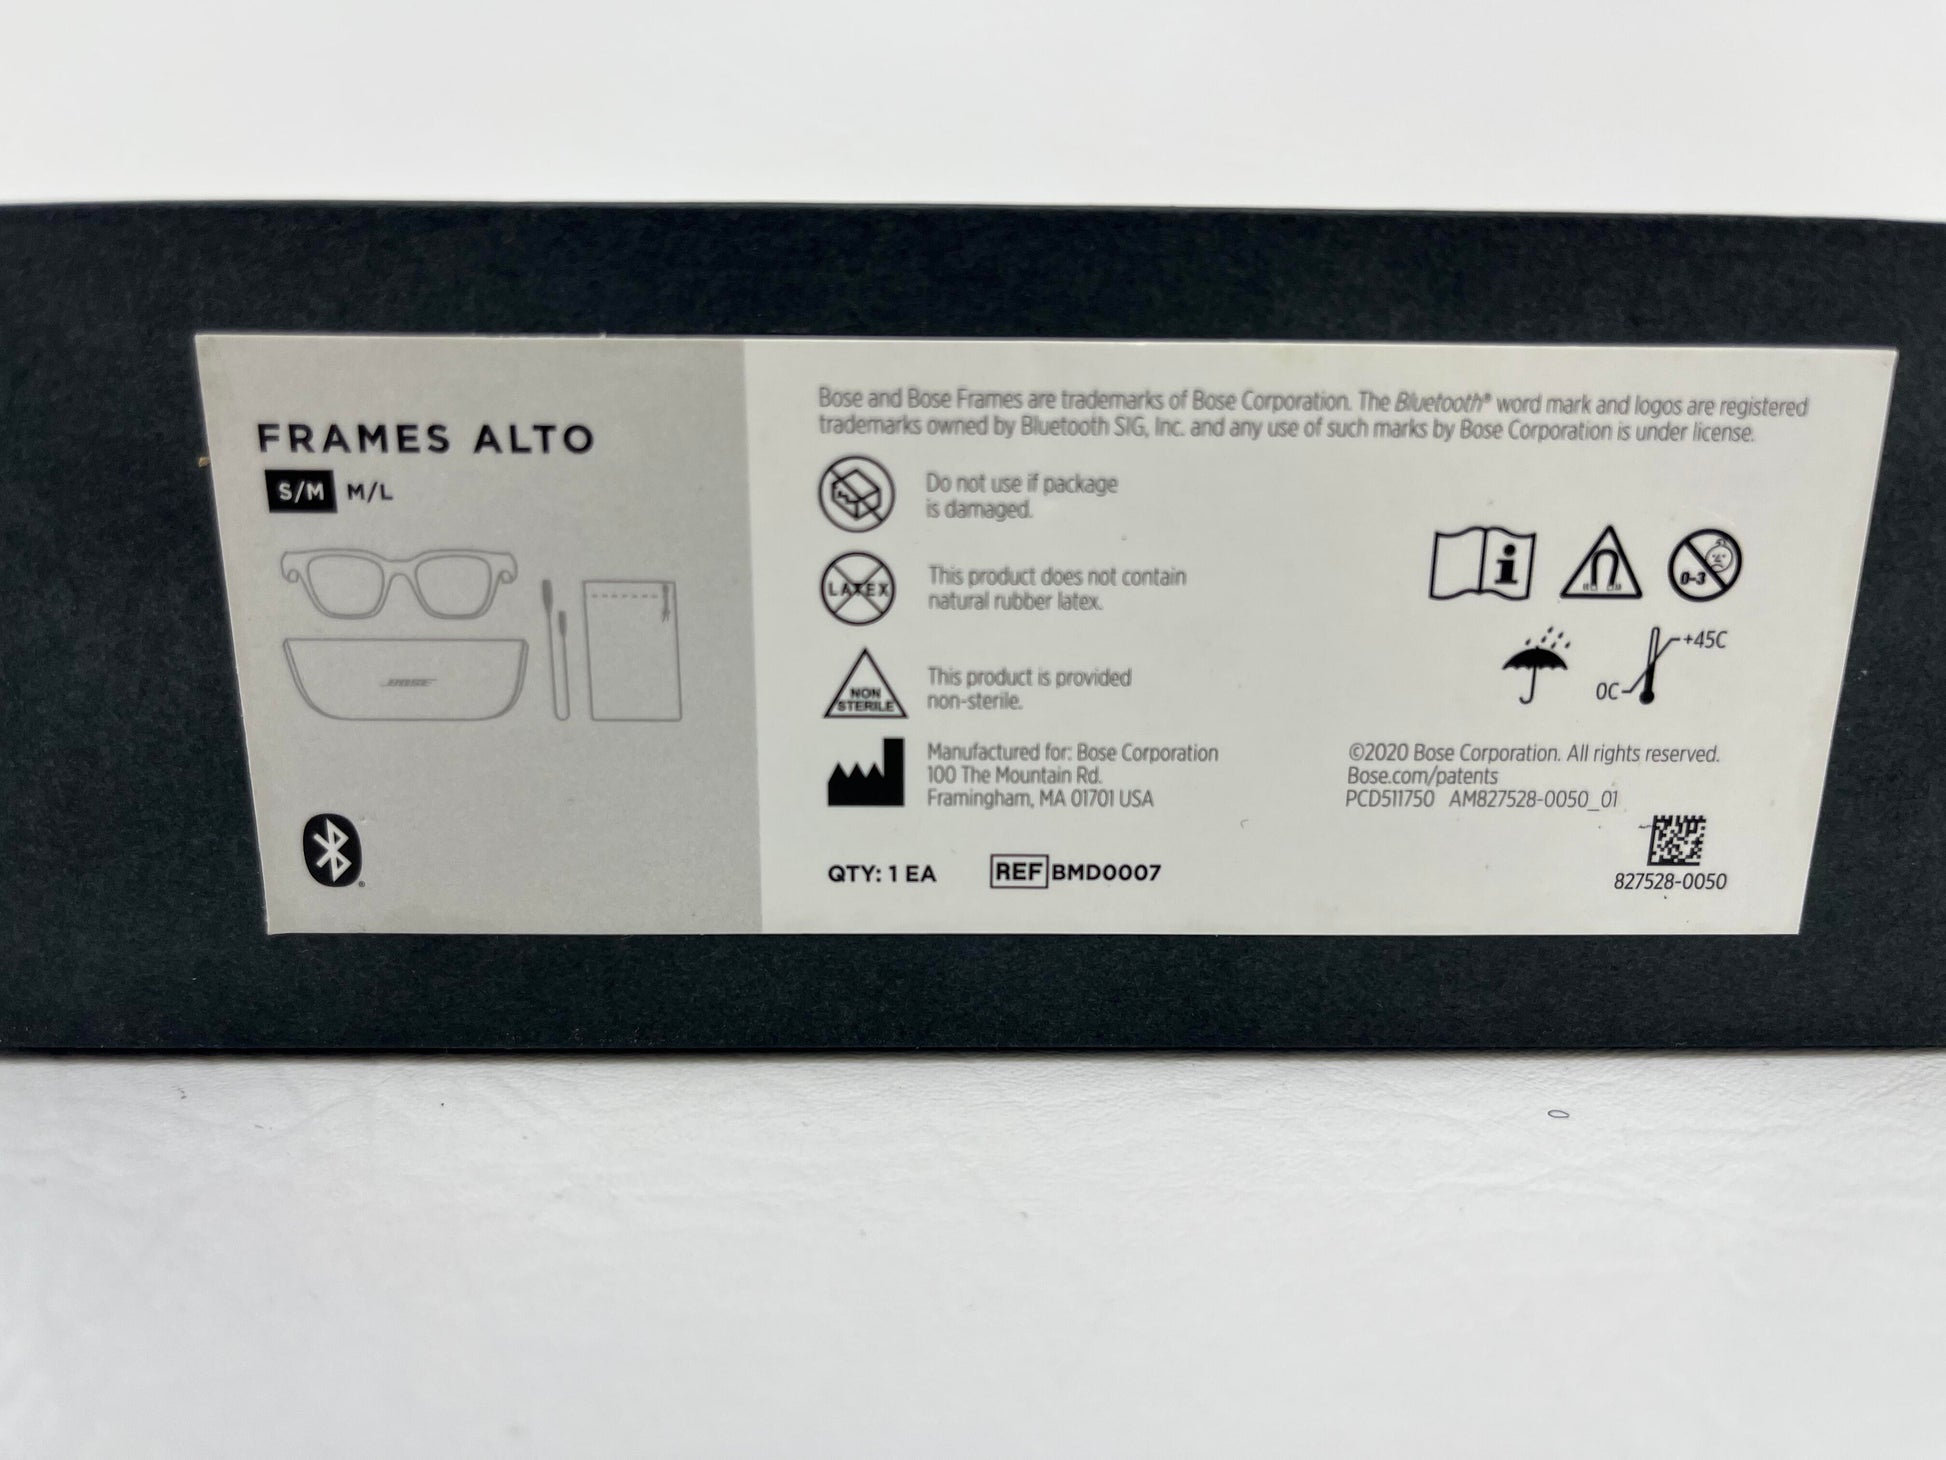 FRAMES ALTO
S/M M/L
BOSE
Bose and Bose Frames are trademarks of Bose Corporation. The Bluetooth® word mark and logos are registered
trademarks owned by Bluetooth SIG, Inc. and any use of such marks by Bose Corporation is under license.
Do not use if package
is damaged.
LATEX
This product does not contain
natural rubber latex.
NON
STERILE
This product is provided
non-sterile.
Manufactured for: Bose Corporation
100 The Mountain Rd.
Framingham, MA 01701 USA
QTY: 1 EA REF BMD0007
i
0-3
+45C
0C
©2020 Bose Corporation. All rights reserved.
Bose.com/patents
PCD511750 AM827528-0050_01
827528-0050